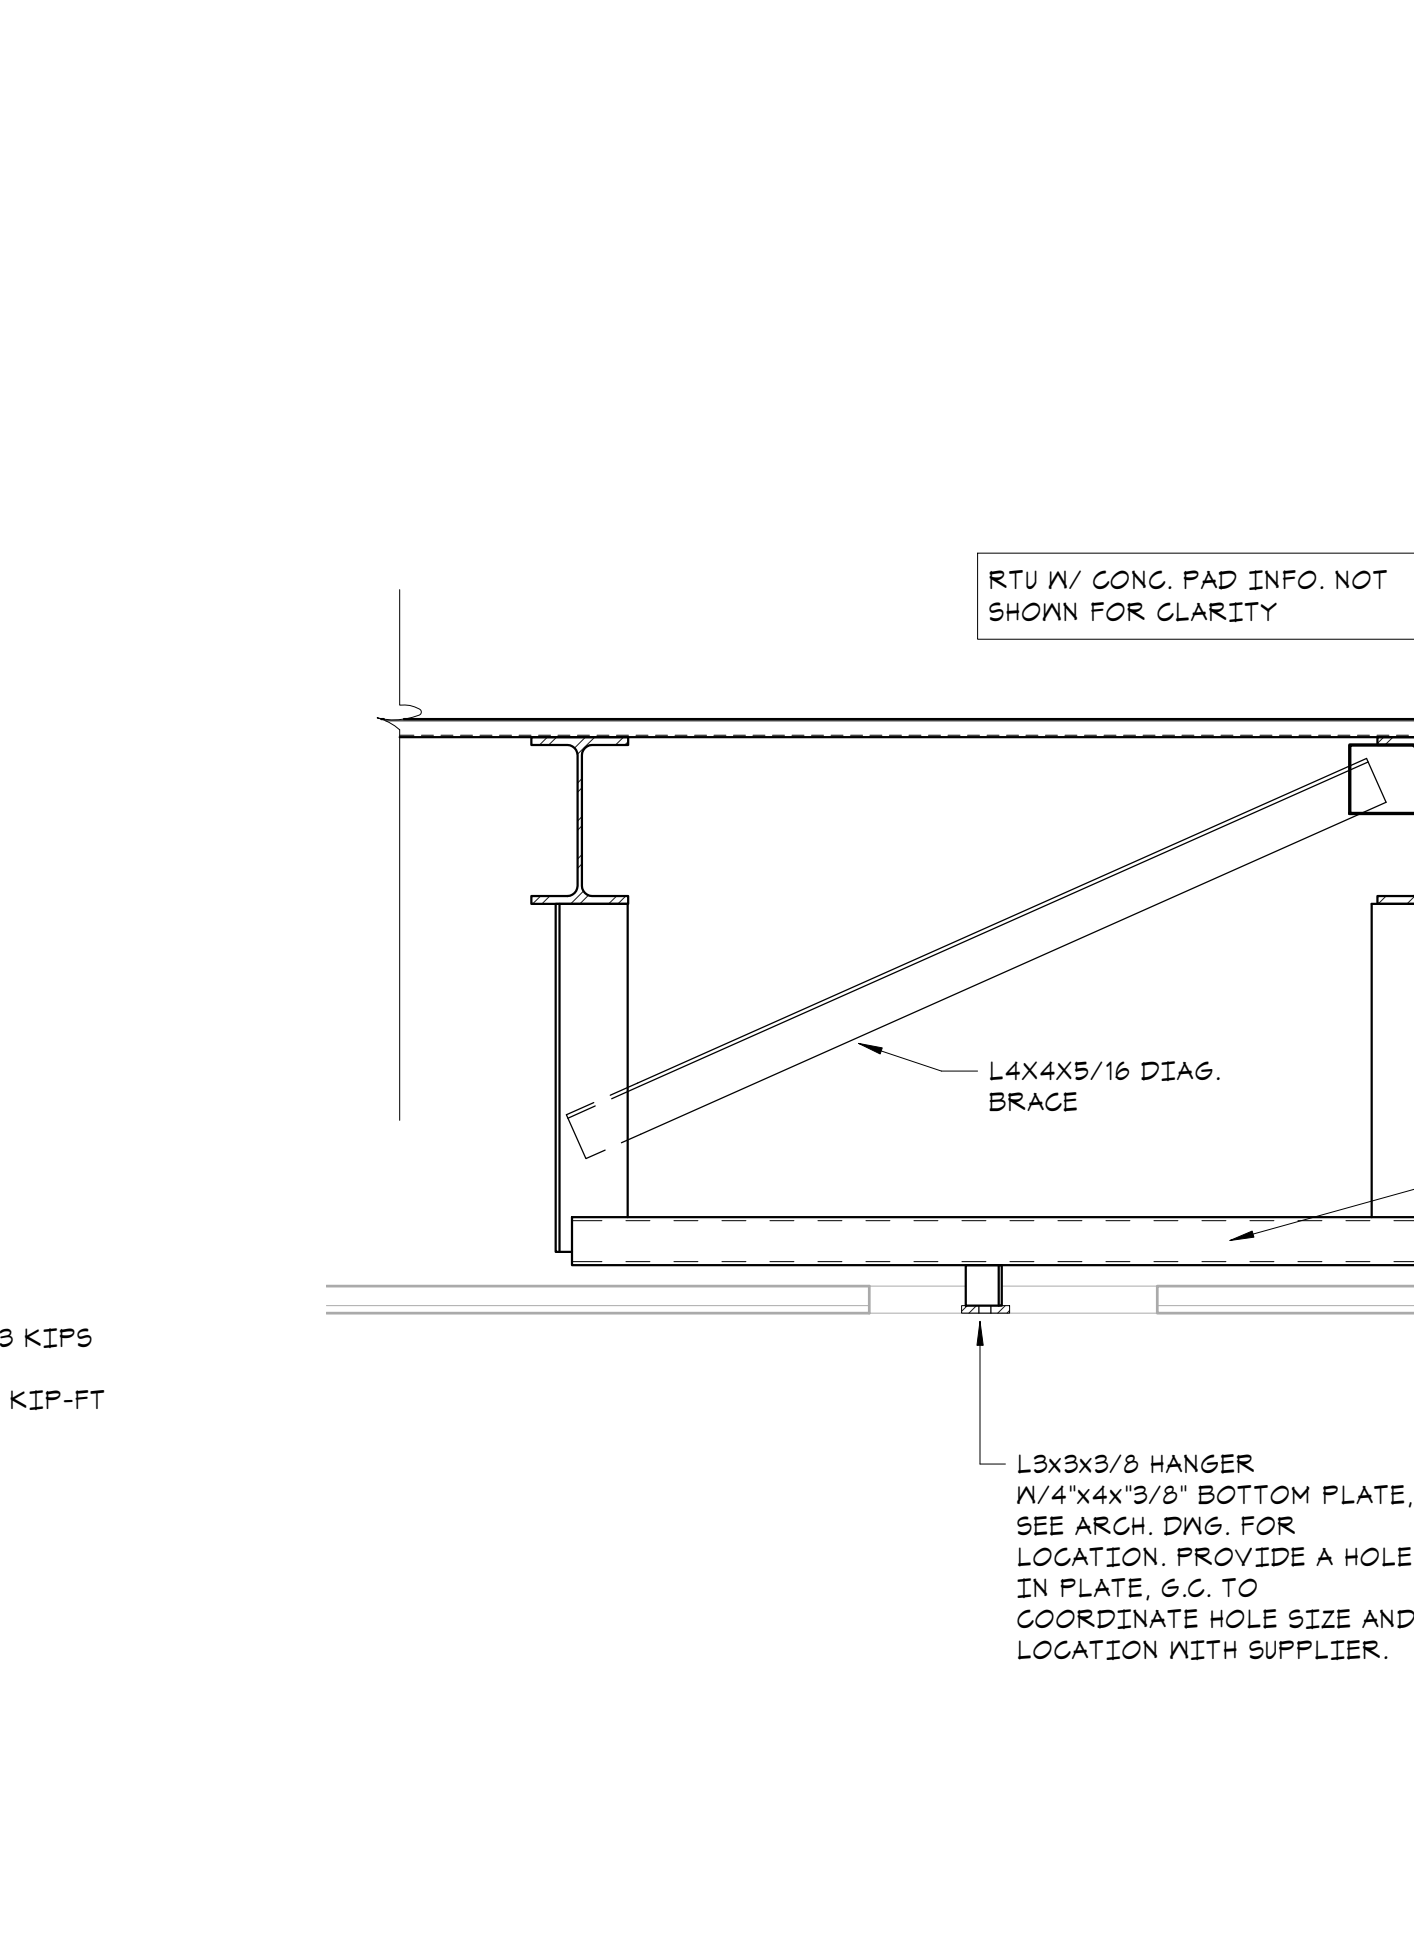 RTU W/ CONC. PAD INFO. NOT
SHOWN FOR CLARITY
L4X4X5/16 DIAG.
BRACE
3 KIPS
KIP-FT
L3x3x3/8 HANGER
W/4"x4x"3/8" BOTTOM PLATE,
SEE ARCH. DWG. FOR
LOCATION. PROVIDE A HOLE
IN PLATE, G.C. TO
COORDINATE HOLE SIZE AND
LOCATION WITH SUPPLIER.